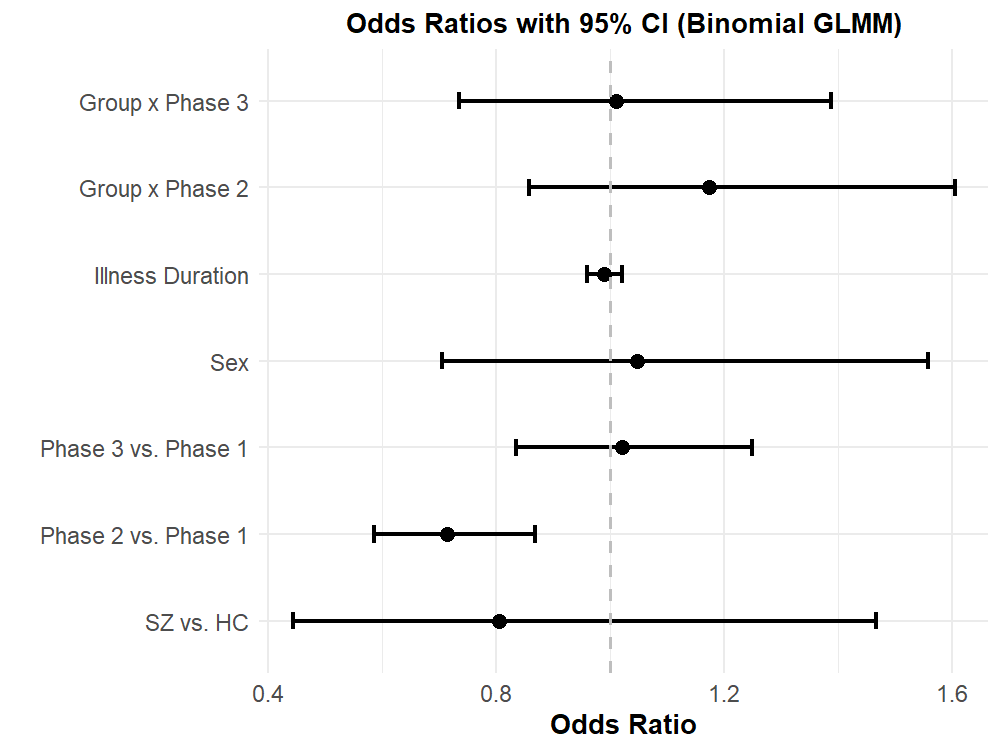 Odds Ratios with 95% CI (Binomial GLMM)
Group x Phase 3
Group x Phase 2
Illness Duration
Sex
Phase 3 vs. Phase 1
Phase 2 vs. Phase 1
SZ vs. HC
0.4 0.8 1.2 1.6
Odds Ratio